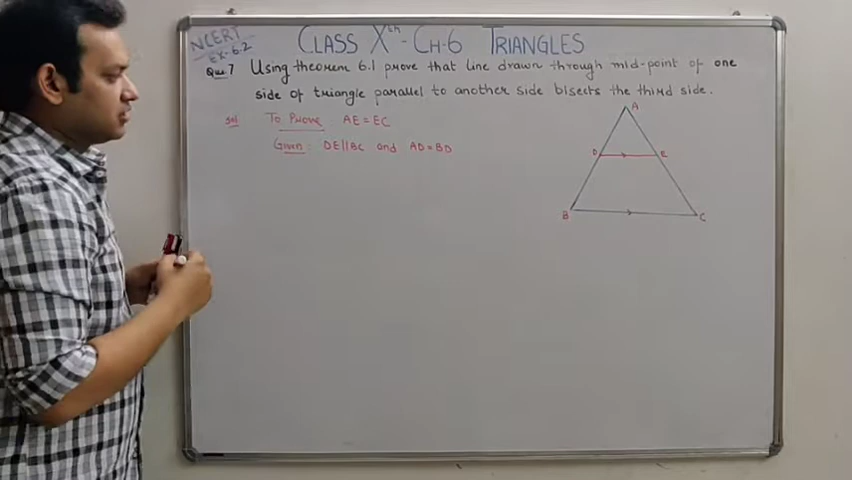 NCERT
Ex-6.2
CLASS Xth - CH-6 TRIANGLES
Que 7 Using theorem 6.1 prove that line drawn through mid-point of one
side of triangle parallel to another side bisects the third side.
Sol To Prove AE = EC
Given: DE||BC and AD = BD
A
D E
B C